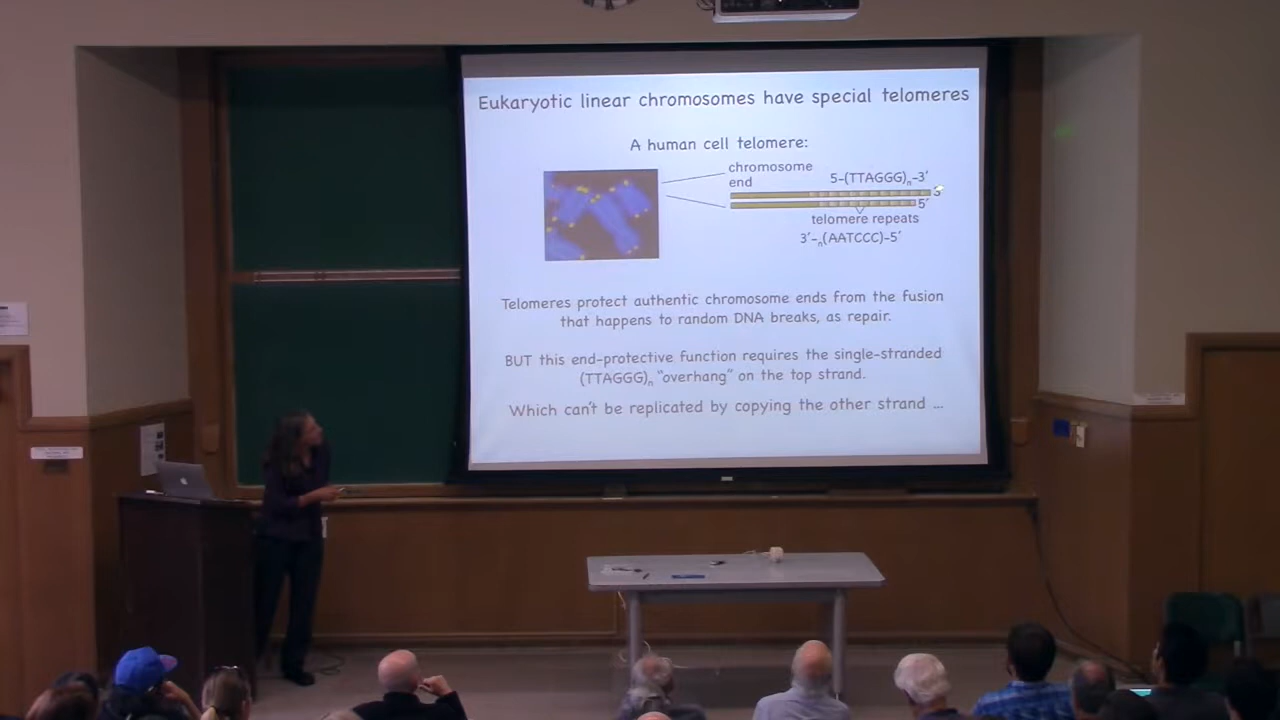 Eukaryotic linear chromosomes have special telomeres
A human cell telomere:
chromosome
end
5-(TTAGGG)n-3'
3'
5'
telomere repeats
3'-n(AATCCC)-5'
Telomeres protect authentic chromosome ends from the fusion
that happens to random DNA breaks, as repair.
BUT this end-protective function requires the single-stranded
(TTAGGG)n "overhang" on the top strand.
Which can't be replicated by copying the other strand ...